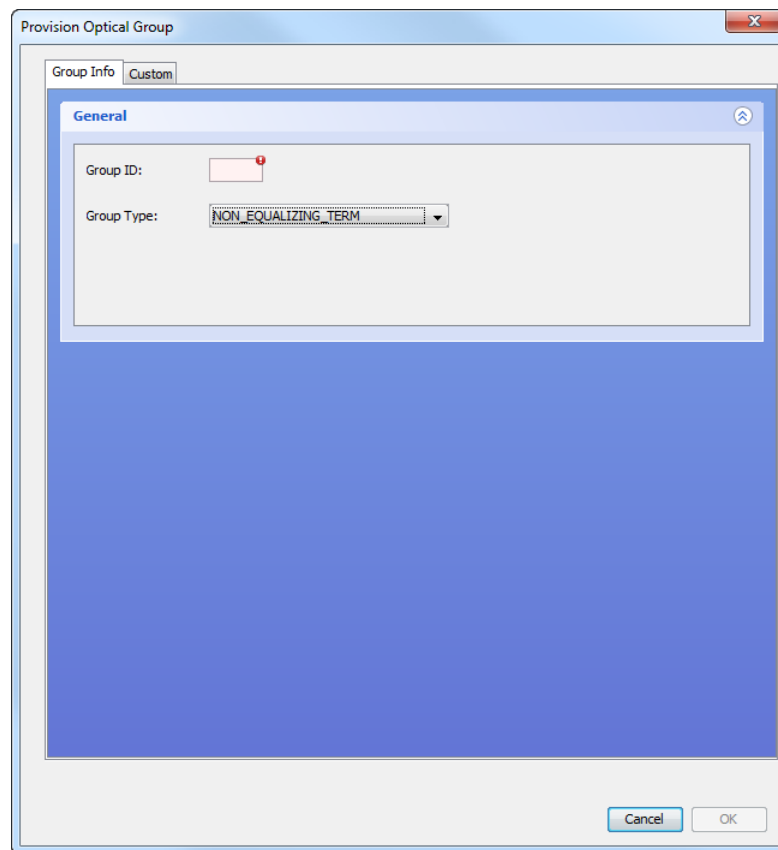 Provision Optical Group
Group Info Custom
General
Group ID:
Group Type: NON_EQUALIZING_TERM
Cancel OK